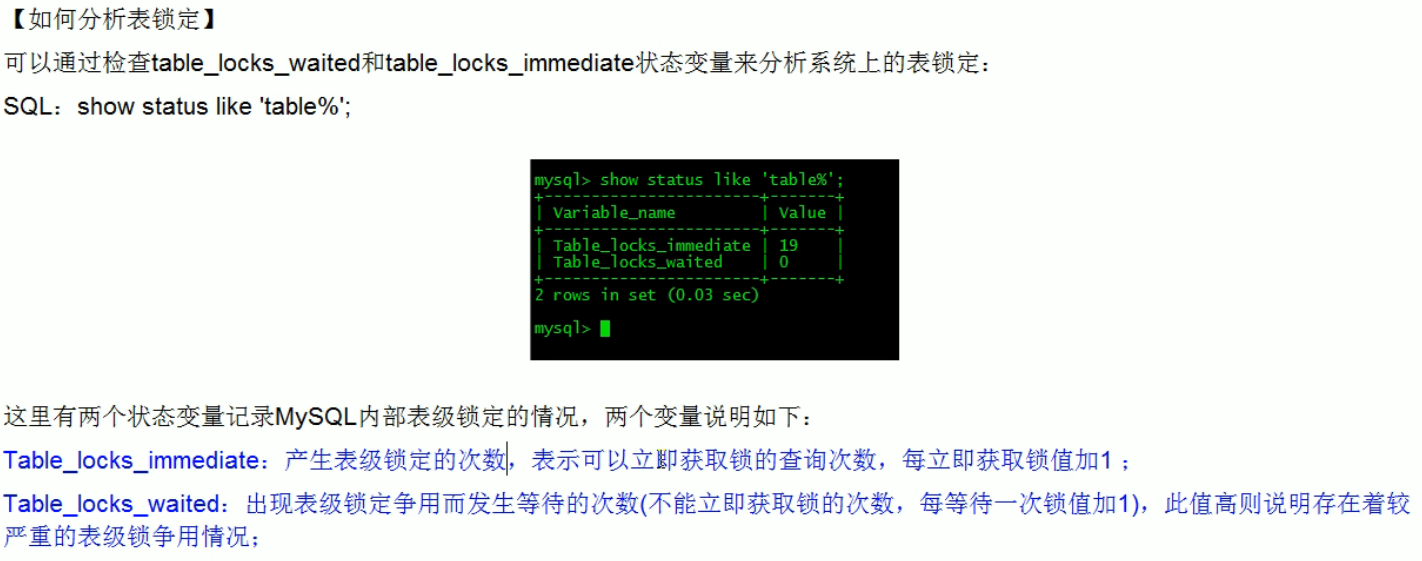 【如何分析表锁定】
可以通过检查table_locks_waited和table_locks_immediate状态变量来分析系统上的表锁定：
SQL：show status like 'table%';
mysql> show status like 'table%';
+-----------------------+-------+
| Variable_name         | Value |
+-----------------------+-------+
| Table_locks_immediate | 19    |
| Table_locks_waited    | 0     |
+-----------------------+-------+
2 rows in set (0.03 sec)
mysql>
这里有两个状态变量记录MySQL内部表级锁定的情况，两个变量说明如下：
Table_locks_immediate：产生表级锁定的次数，表示可以立即获取锁的查询次数，每立即获取锁值加1 ；
Table_locks_waited：出现表级锁定争用而发生等待的次数(不能立即获取锁的次数，每等待一次锁值加1)，此值高则说明存在着较
严重的表级锁争用情况；